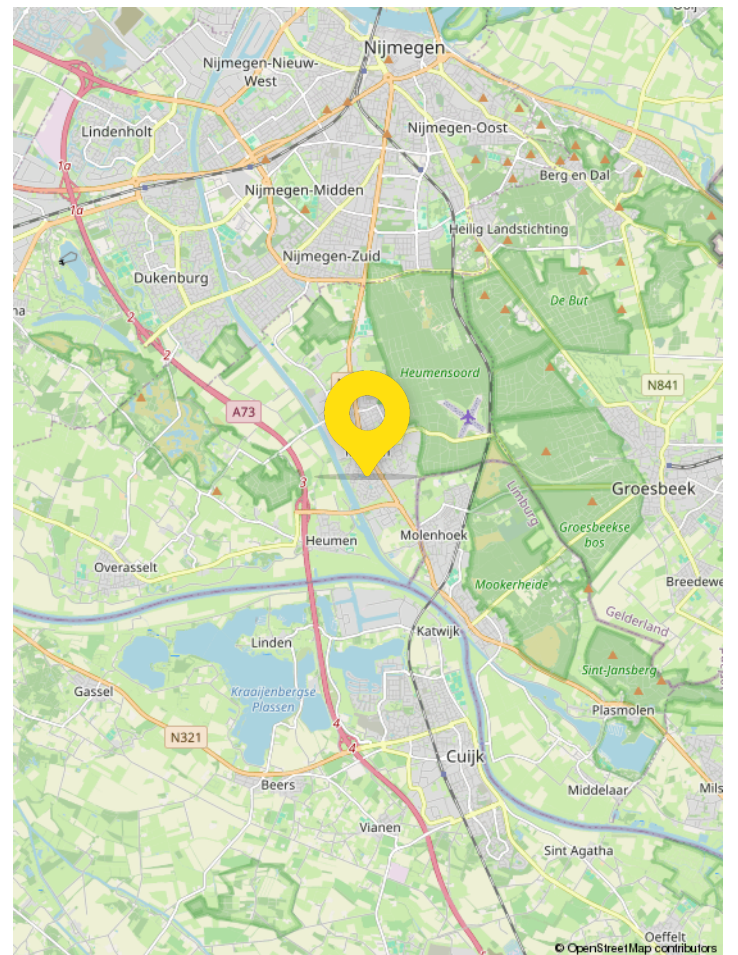 Nijmegen
Nijmegen-Nieuw-
West
Lindenholt
Nijmegen-Oost
Berg en Dal
1a
1a
Nijmegen-Midden
Heilig Landstichting
Nijmegen-Zuid
Dukenburg
De But
2
2
Heumensoord
N841
A73
3
Limburg
Groesbeek
Groesbeekse
bos
Heumen
Molenhoek
Overasselt
Mookerheide
Gelderland
Katwijk
Linden
Sint-Jansberg
Gassel
Kraaijenbergse
Plassen
Plasmolen
4
4
N321
Cuijk
Beers
Middelaar
Vianen
Sint Agatha
Oeffelt
© OpenStreetMap contributors